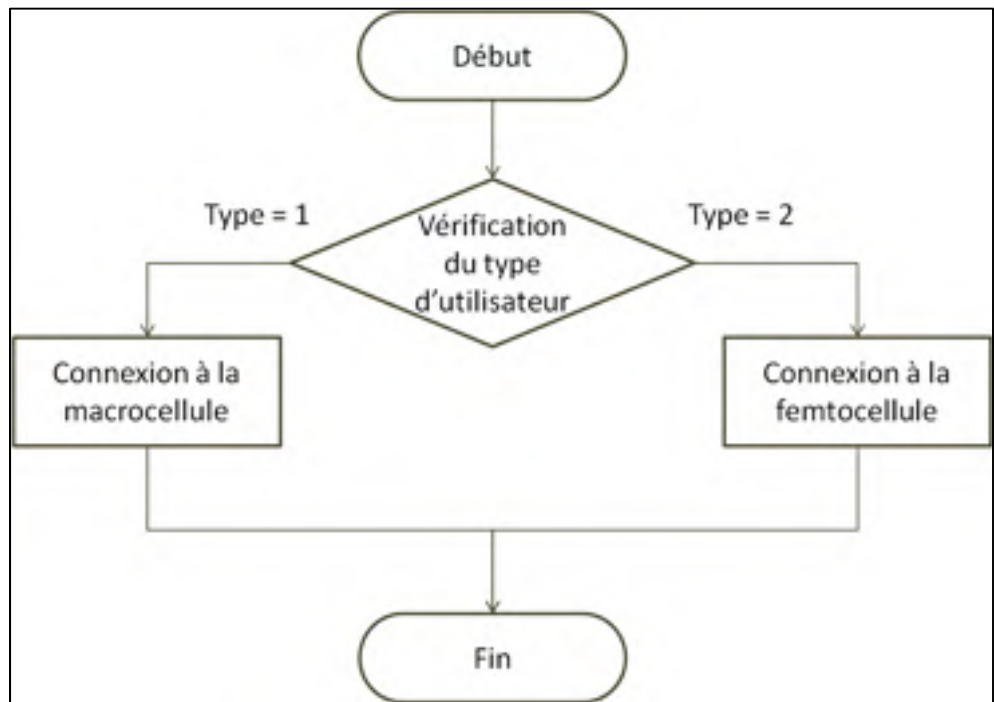 Début
Type = 1
Type = 2
Vérification
du type
d'utilisateur
Connexion à la
macrocellule
Connexion à la
femtocellule
Fin